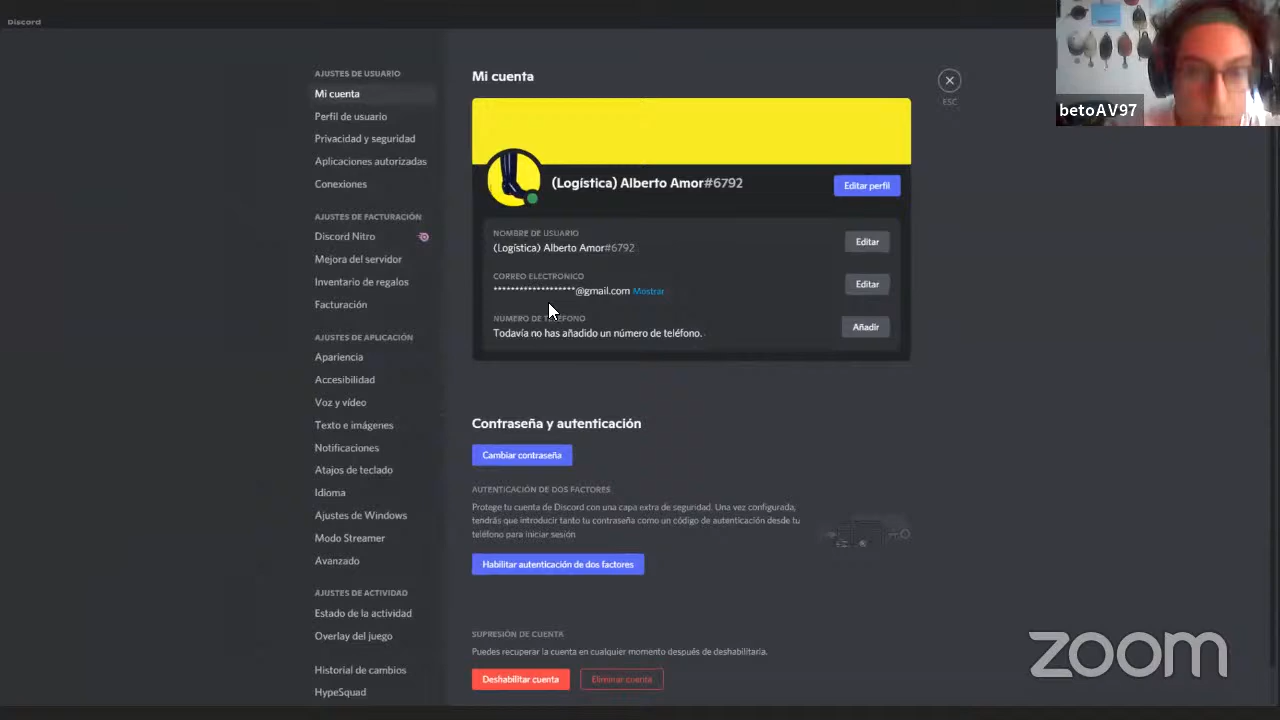 Discord
betoAV97
AJUSTES DE USUARIO
Mi cuenta
Perfil de usuario
Privacidad y seguridad
Aplicaciones autorizadas
Conexiones
AJUSTES DE FACTURACIÓN
Discord Nitro
Mejora del servidor
Inventario de regalos
Facturación
AJUSTES DE APLICACIÓN
Apariencia
Accesibilidad
Voz y vídeo
Texto e imágenes
Notificaciones
Atajos de teclado
Idioma
Ajustes de Windows
Modo Streamer
Avanzado
AJUSTES DE ACTIVIDAD
Estado de la actividad
Overlay del juego
Historial de cambios
HypeSquad
Mi cuenta
ESC
(Logística) Alberto Amor#6792
Editar perfil
NOMBRE DE USUARIO
(Logística) Alberto Amor#6792
Editar
CORREO ELECTRÓNICO
*******************@gmail.com Mostrar
Editar
NÚMERO DE TELÉFONO
Todavía no has añadido un número de teléfono.
Añadir
Contraseña y autenticación
Cambiar contraseña
AUTENTICACIÓN DE DOS FACTORES
Protege tu cuenta de Discord con una capa extra de seguridad. Una vez configurada,
tendrás que introducir tanto tu contraseña como un código de autenticación desde tu
teléfono para iniciar sesión.
Habilitar autenticación de dos factores
SUPRESIÓN DE CUENTA
Puedes recuperar la cuenta en cualquier momento después de deshabilitarla.
Deshabilitar cuenta
Eliminar cuenta
zoom